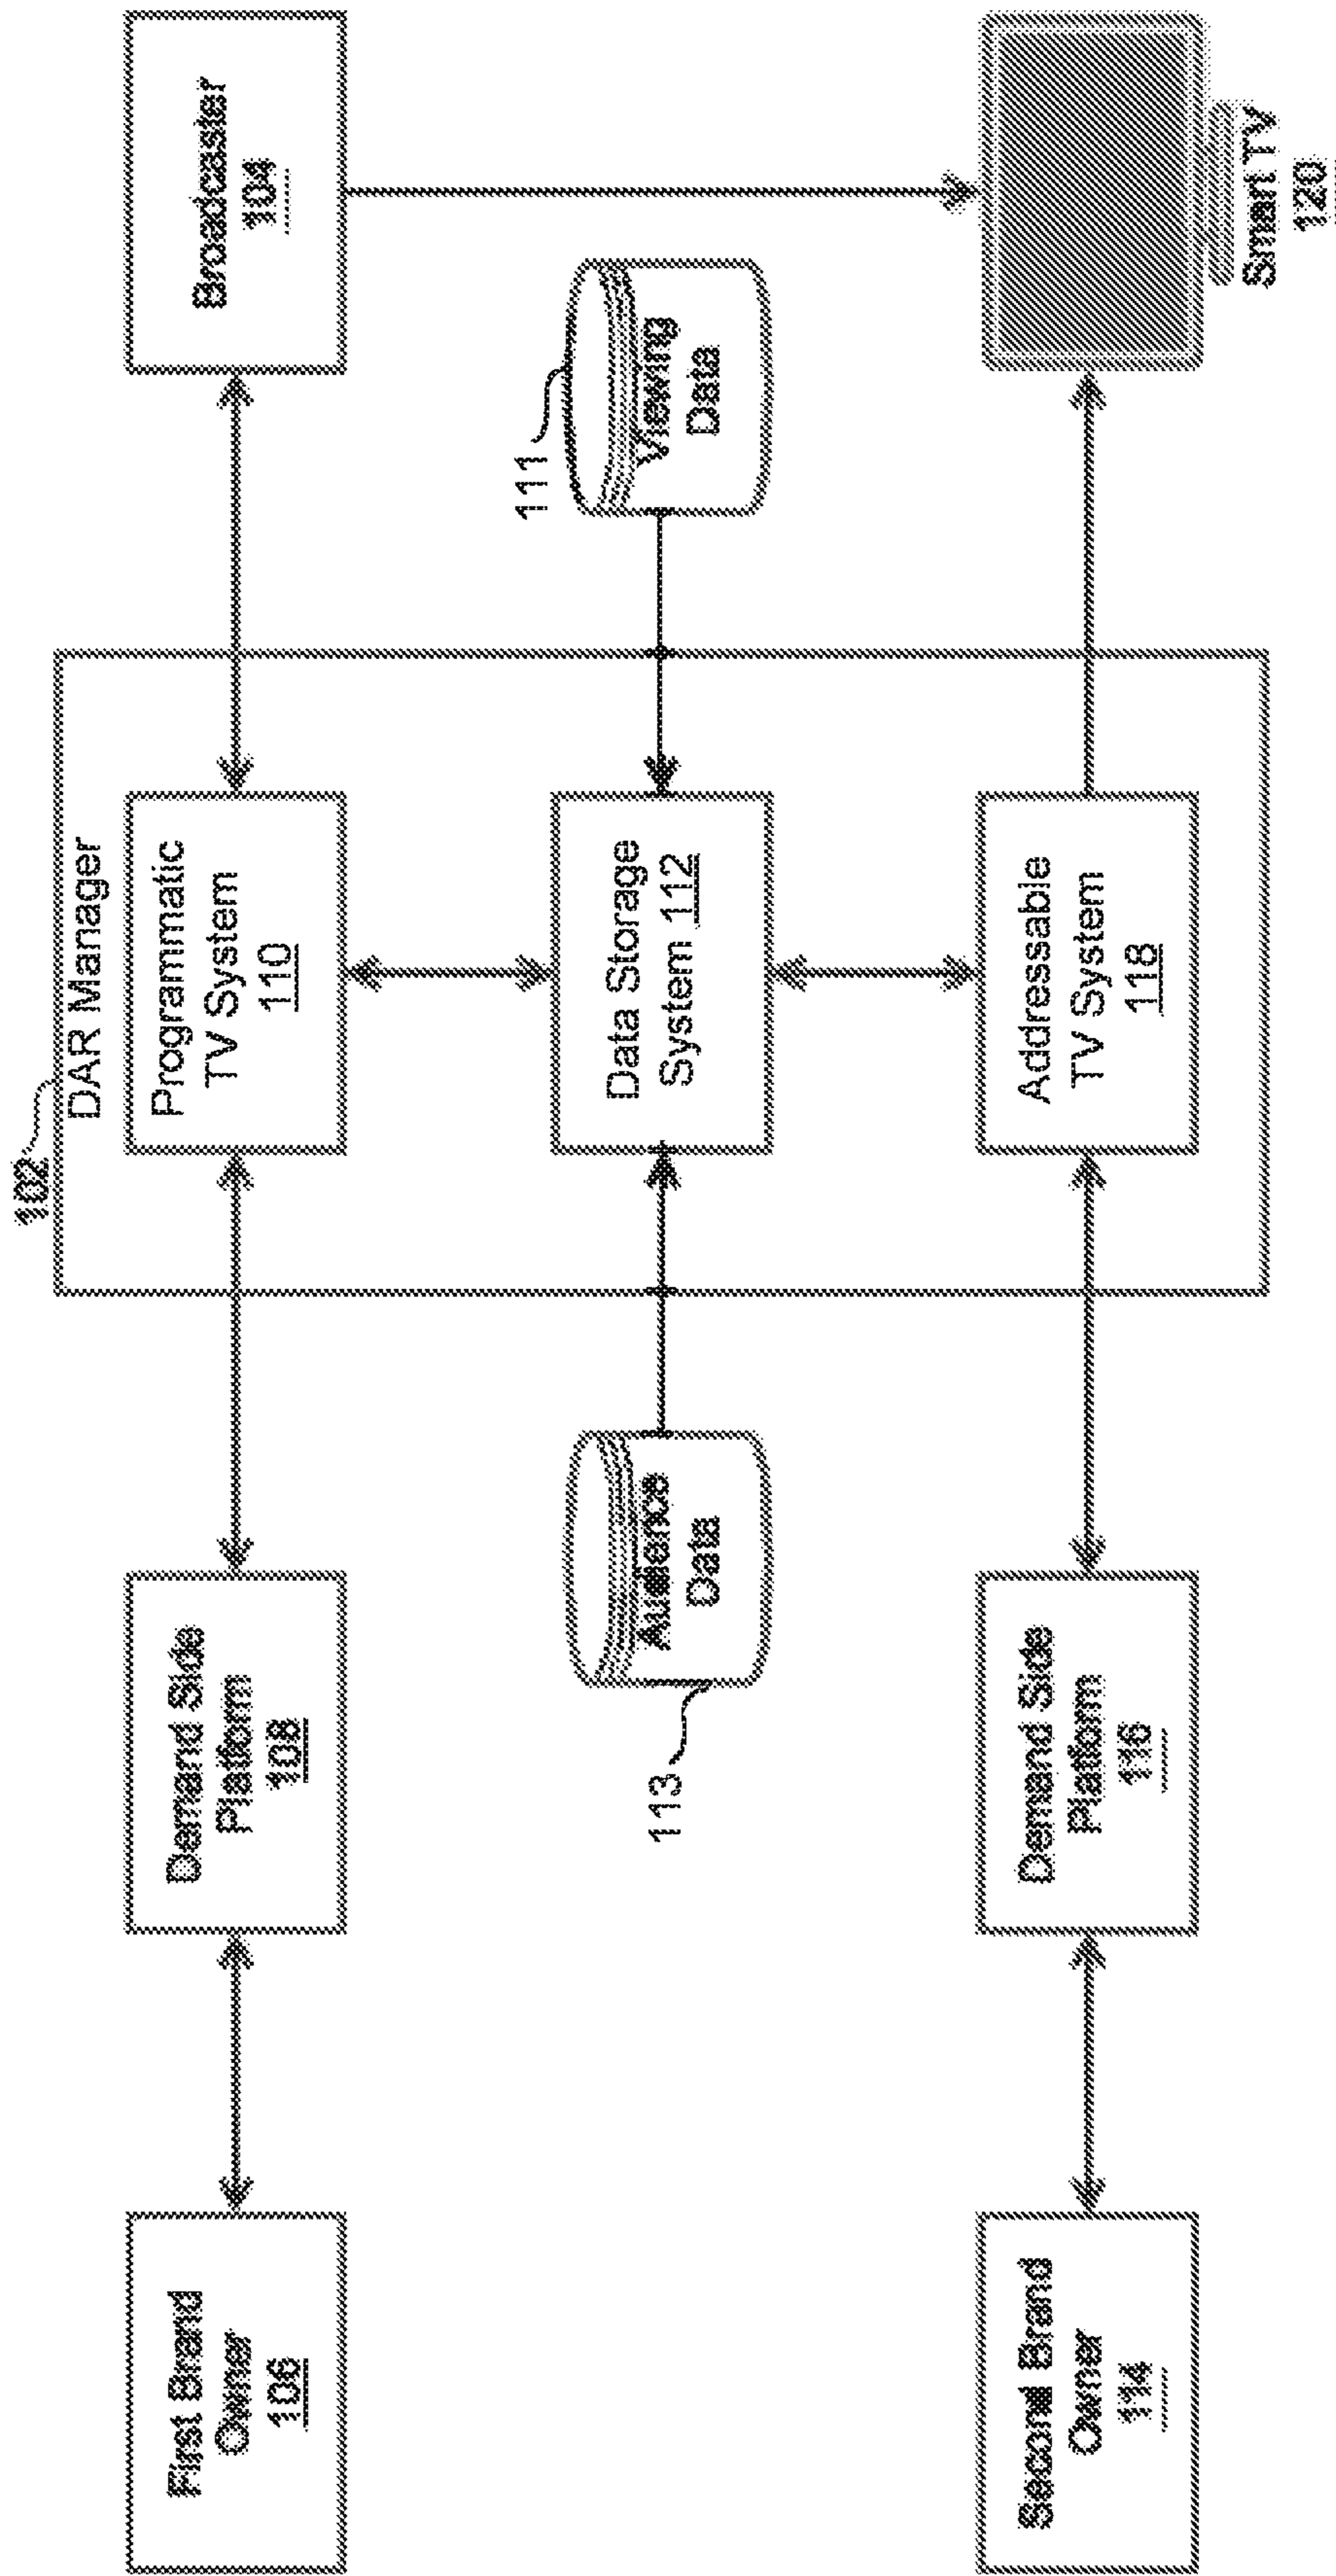 102
DAR Manager
First Brand
Owner
106
Demand Side
Platform
108
Programmatic
TV System
110
Broadcaster
104
113
Audience
Data
Data Storage
System 112
111
Viewing
Data
Second Brand
Owner
114
Demand Side
Platform
116
Addressable
TV System
118
Smart TV
120